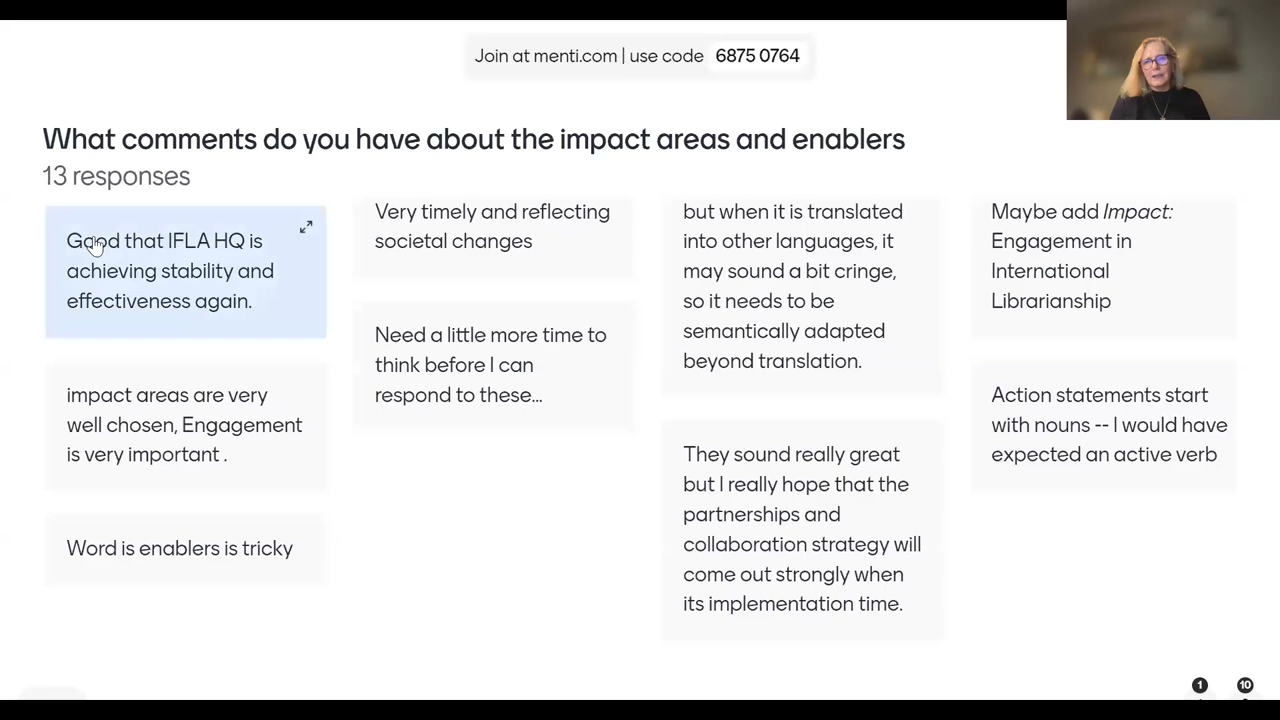 Join at menti.com | use code 6875 0764
What comments do you have about the impact areas and enablers
13 responses
Good that IFLA HQ is
achieving stability and
effectiveness again.
impact areas are very
well chosen, Engagement
is very important .
Word is enablers is tricky
Very timely and reflecting
societal changes
Need a little more time to
think before I can
respond to these...
but when it is translated
into other languages, it
may sound a bit cringe,
so it needs to be
semantically adapted
beyond translation.
They sound really great
but I really hope that the
partnerships and
collaboration strategy will
come out strongly when
its implementation time.
Maybe add Impact:
Engagement in
International
Librarianship
Action statements start
with nouns -- I would have
expected an active verb
1
10